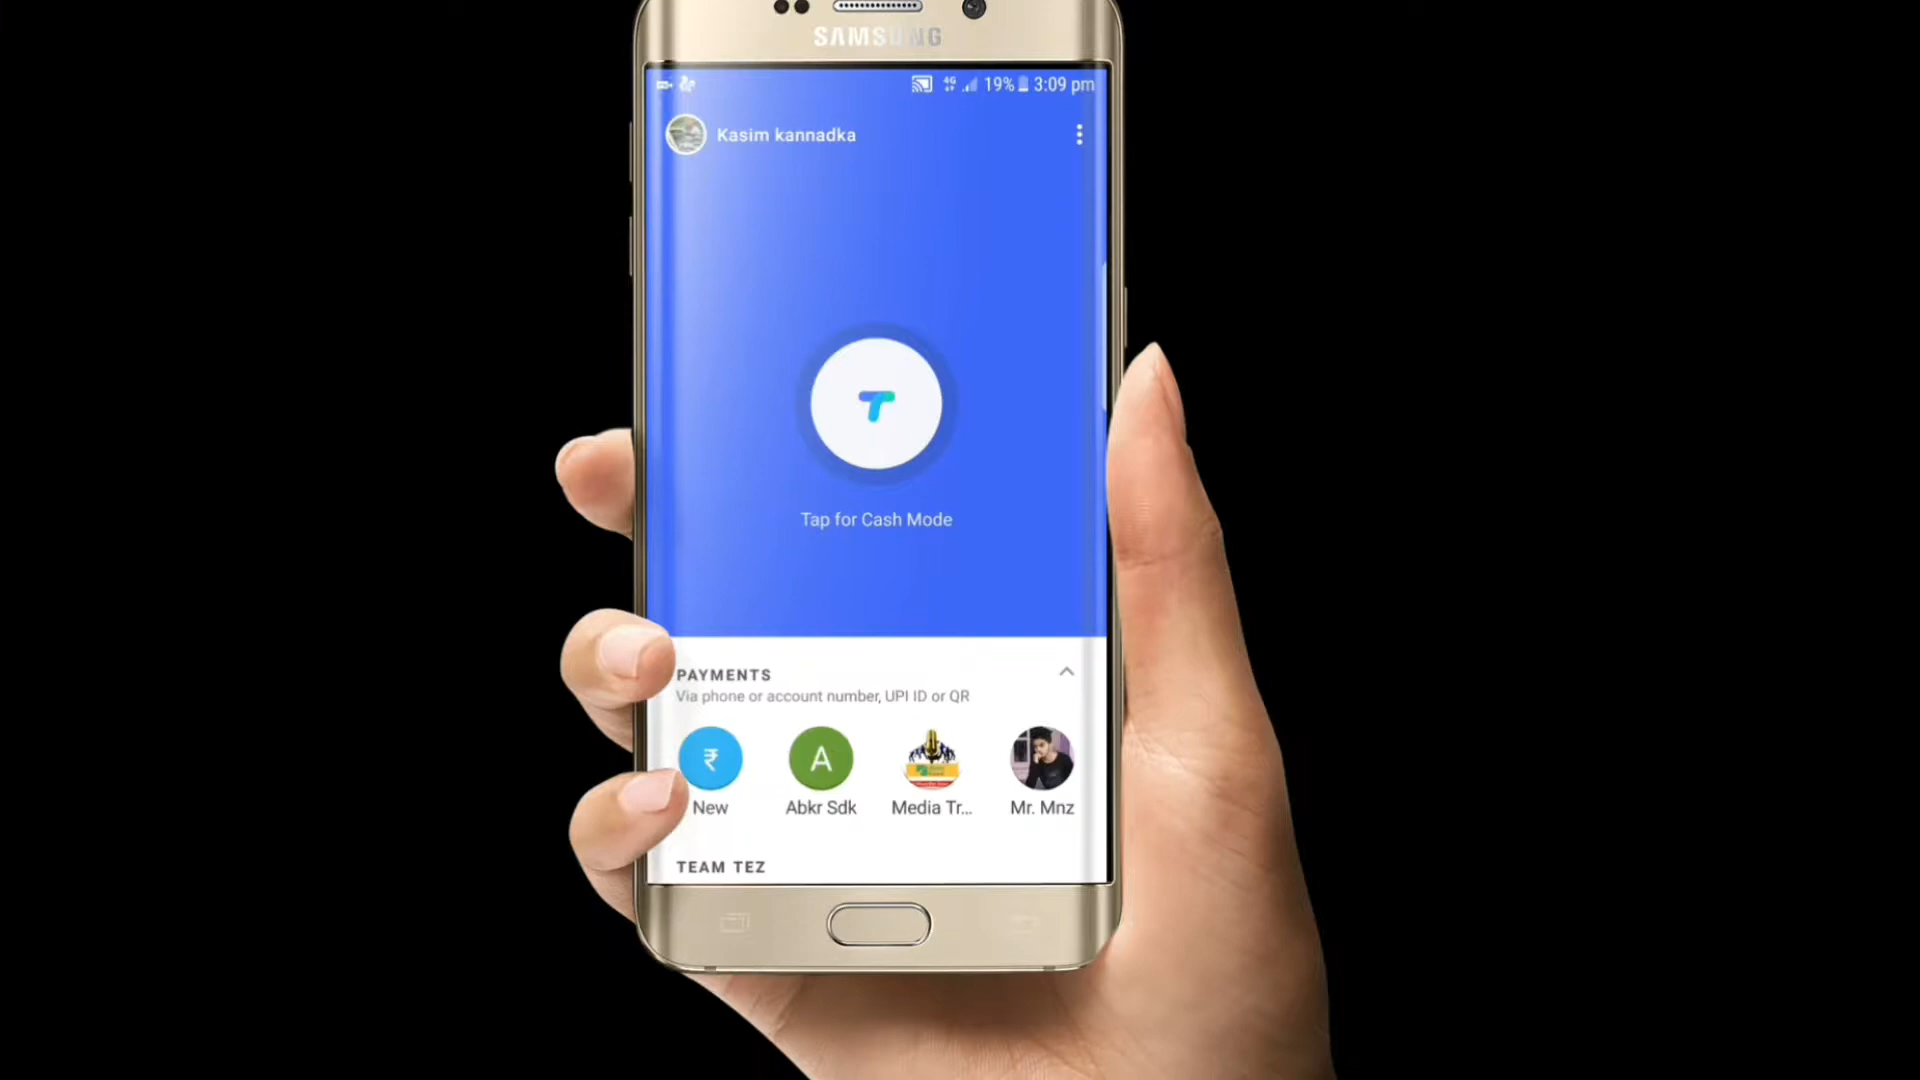 SAMSUNG
4G 19% 3:09 pm
Kasim kannadka
Tap for Cash Mode
PAYMENTS
Via phone or account number, UPI ID or QR
₹ A
New Abkr Sdk Media Tr... Mr. Mnz
TEAM TEZ